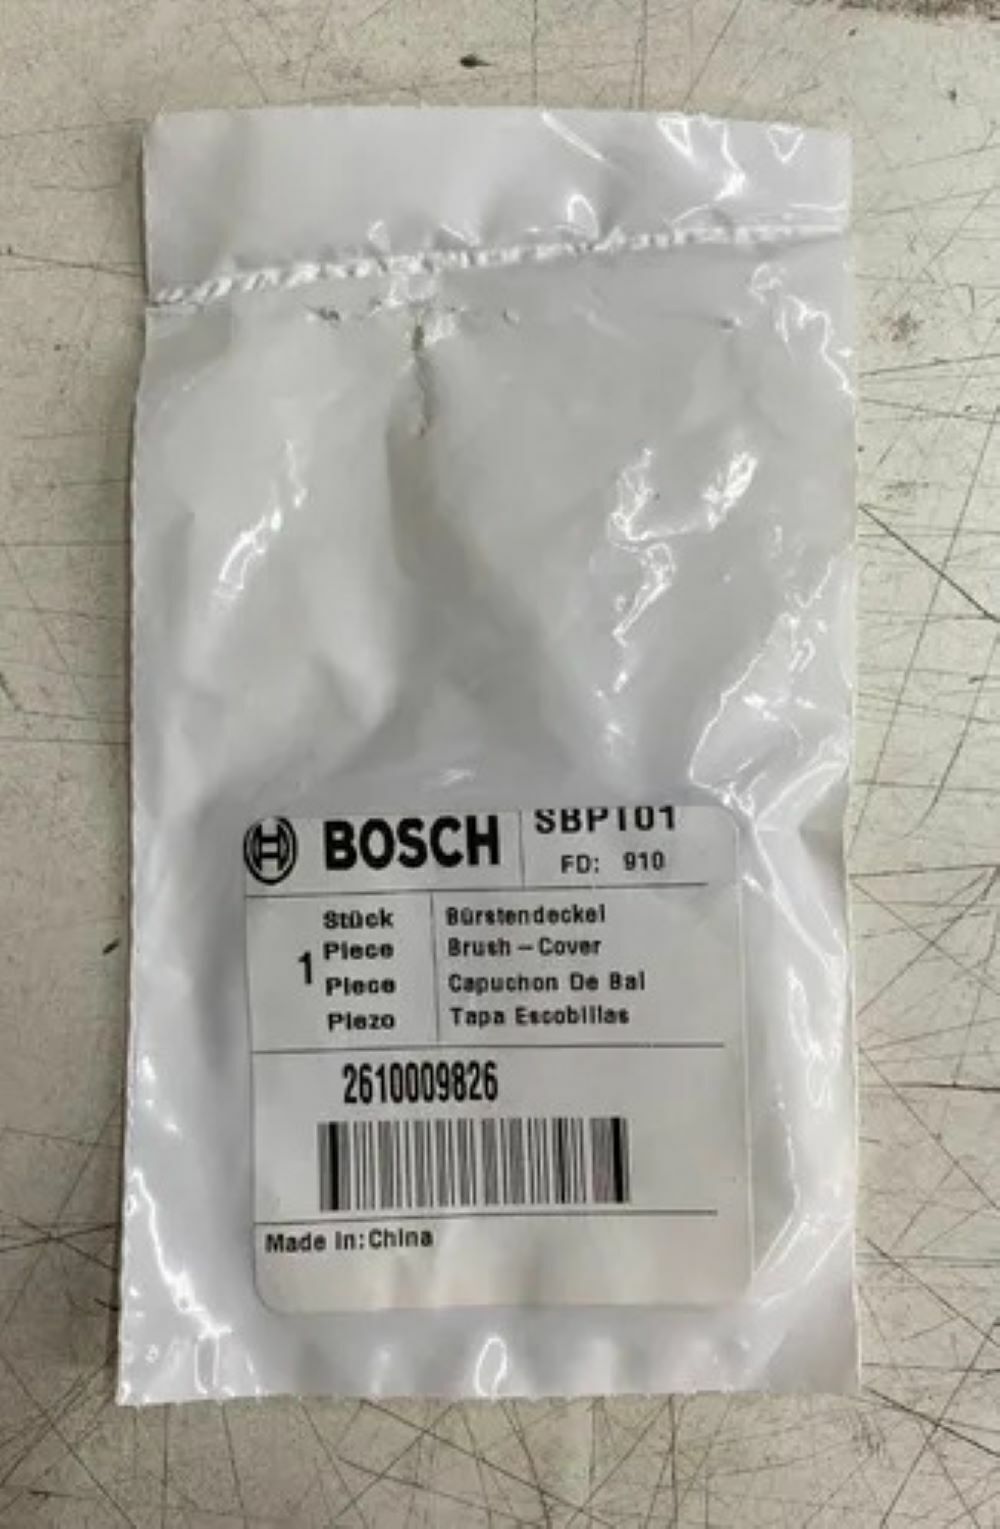 BOSCH
SBPT01
FD: 910
1
Stück
Piece
Piece
Piezo
Bürstendeckel
Brush - Cover
Capuchon De Bal
Tapa Escobillas
2610009826
Made in: China